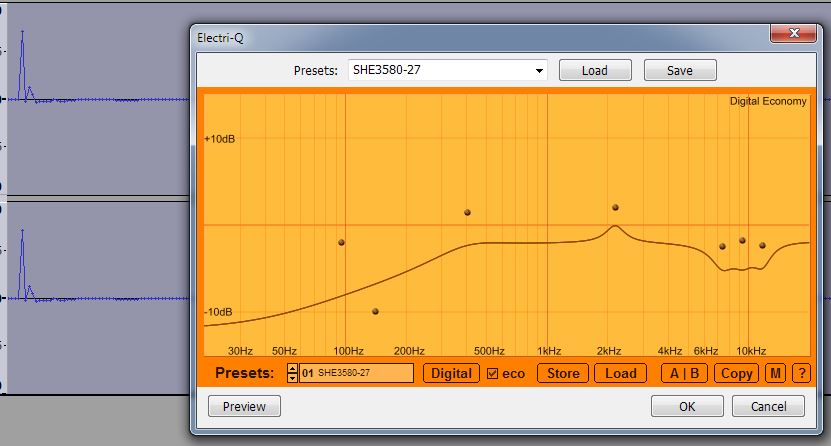 Electri-Q
Presets: SHE3580-27 Load Save
Digital Economy
+10dB
-10dB
30Hz 50Hz 100Hz 200Hz 500Hz 1kHz 2kHz 4kHz 6kHz 10kHz
Presets: 01 SHE3580-27 Digital eco Store Load A | B Copy M ?
Preview OK Cancel